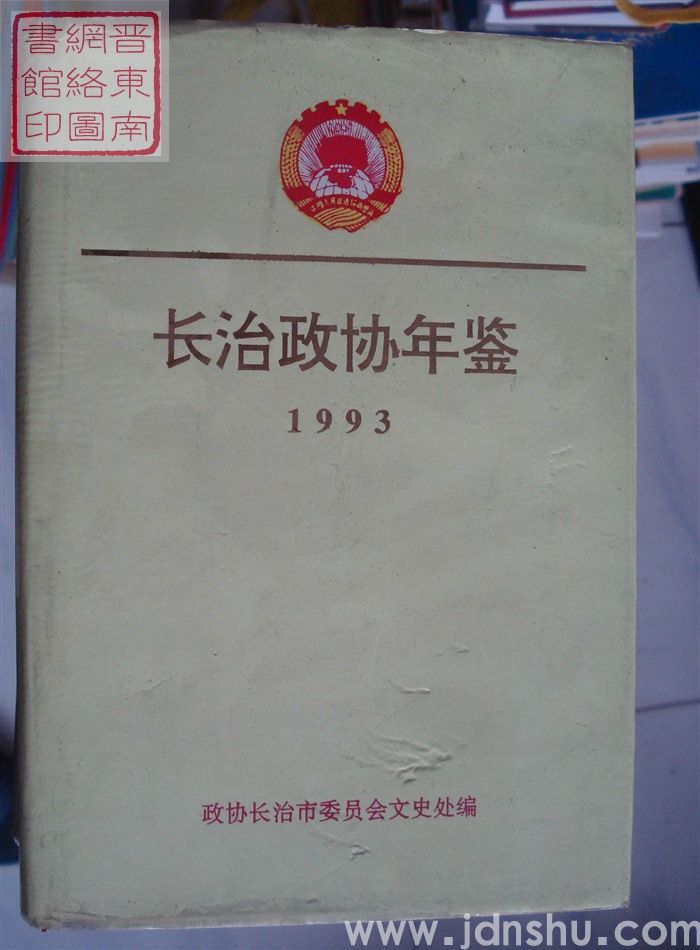 晋東南
網絡圖
書館印
长治政协年鉴
1993
政协长治市委员会文史处编
www.jdnshu.com